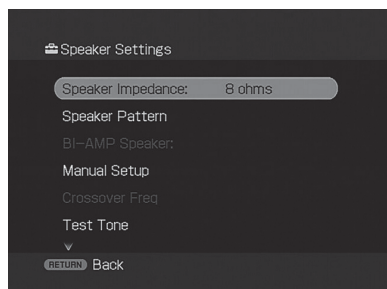 Speaker Settings
Speaker Impedance: 8 ohms
Speaker Pattern
BI-AMP Speaker:
Manual Setup
Crossover Freq
Test Tone
RETURN Back